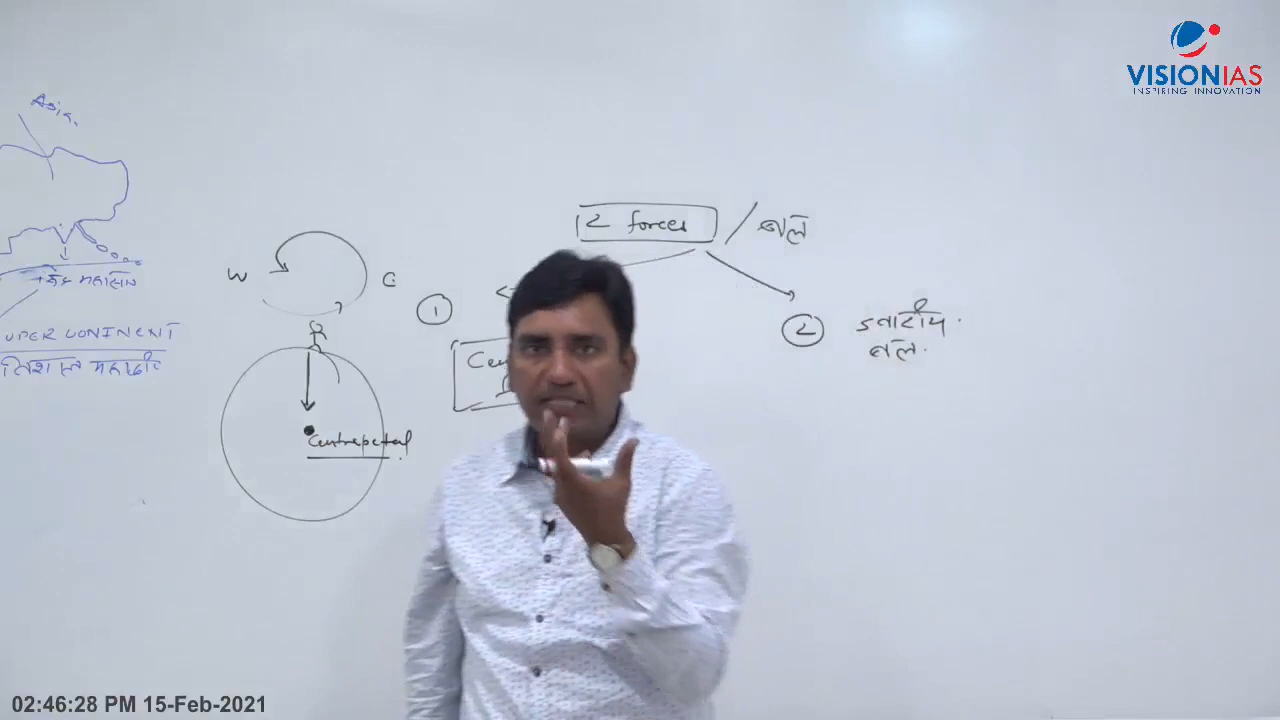 VISIONIAS
INSPIRING INNOVATION
Asia.
2 forces / बल
W
E
1
2
ज्वारीय
बल.
UPER CONTINENT
विशाल महाद्वीप
Centrepetal
02:46:28 PM 15-Feb-2021